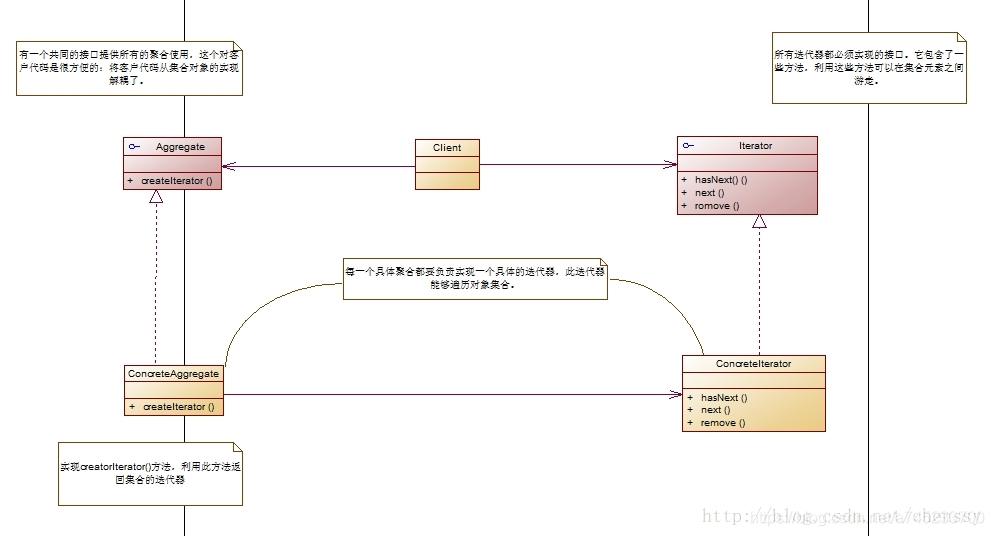 有一个共同的接口提供所有的聚合使用，这个对客
户代码是很方便的：将客户代码从集合对象的实现
解耦了。
所有迭代器都必须实现的接口。它包含了一
些方法，利用这些方法可以在集合元素之间
游走。
Aggregate
+ createIterator ()
Client
Iterator
+ hasNext() ()
+ next ()
+ romove ()
每一个具体聚合都要负责实现一个具体的迭代器，此迭代器
能够遍历对象集合。
ConcreteAggregate
+ createIterator ()
ConcreteIterator
+ hasNext ()
+ next ()
+ remove ()
实现creatorIterator()方法，利用此方法返
回集合的迭代器
http://blog.csdn.net/chenssy